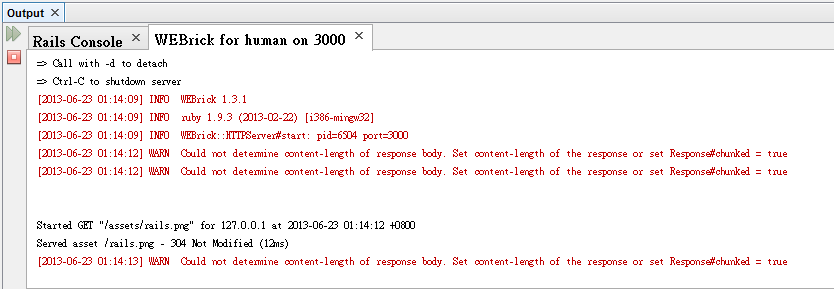 Output
Rails Console
WEBrick for human on 3000
=> Call with -d to detach
=> Ctrl-C to shutdown server
[2013-06-23 01:14:09] INFO  WEBrick 1.3.1
[2013-06-23 01:14:09] INFO  ruby 1.9.3 (2013-02-22) [i386-mingw32]
[2013-06-23 01:14:09] INFO  WEBrick::HTTPServer#start: pid=6504 port=3000
[2013-06-23 01:14:12] WARN  Could not determine content-length of response body. Set content-length of the response or set Response#chunked = true
[2013-06-23 01:14:12] WARN  Could not determine content-length of response body. Set content-length of the response or set Response#chunked = true
Started GET "/assets/rails.png" for 127.0.0.1 at 2013-06-23 01:14:12 +0800
Served asset /rails.png - 304 Not Modified (12ms)
[2013-06-23 01:14:13] WARN  Could not determine content-length of response body. Set content-length of the response or set Response#chunked = true